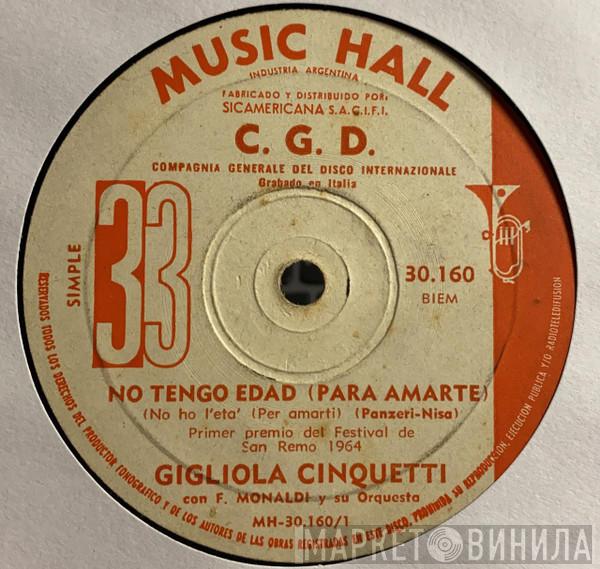 MUSIC HALL
INDUSTRIA ARGENTINA
FABRICADO Y DISTRIBUIDO POR:
SICAMERICANA S.A.C.I.F.I.
C. G. D.
COMPAGNIA GENERALE DEL DISCO INTERNAZIONALE
Grabado en Italia
SIMPLE
33
30.160
BIEM
NO TENGO EDAD (PARA AMARTE)
(No ho l'eta' (Per amarti) (Panzeri-Nisa)
Primer premio del Festival de
San Remo 1964
GIGLIOLA CINQUETTI
con F. MONALDI y su Orquesta
MH-30.160/1
RESERVADOS TODOS LOS DERECHOS DEL PRODUCTOR FONOGRAFICO Y DE LOS AUTORES DE LAS OBRAS REGISTRADAS EN ESTE DISCO. PROHIBIDA SU REPRODUCCION, EJECUCION PUBLICA Y/O RADIOTELEDIFUSION
МАРКЕТ ВИНИЛА